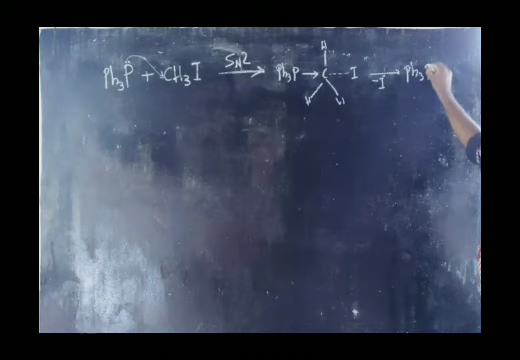 H
Ph₃P̈ + CH₃I SN2 → Ph₃P → C --- I → Ph₃
-I
H H